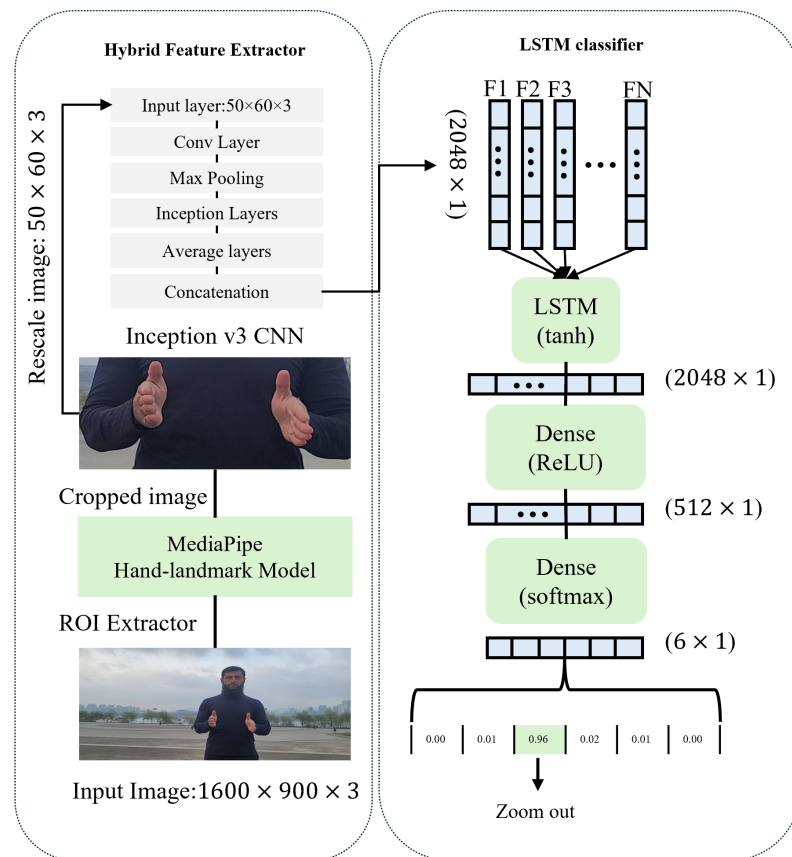 Hybrid Feature Extractor
Input layer:50×60×3
Conv Layer
Max Pooling
Inception Layers
Average layers
Concatenation
Inception v3 CNN
Rescale image: 50 × 60 × 3
Cropped image
MediaPipe
Hand-landmark Model
ROI Extractor
Input Image:1600 × 900 × 3
LSTM classifier
F1 F2 F3 FN
(2048 × 1)
LSTM
(tanh)
(2048 × 1)
Dense
(ReLU)
(512 × 1)
Dense
(softmax)
(6 × 1)
0.00 0.01 0.96 0.02 0.01 0.00
Zoom out